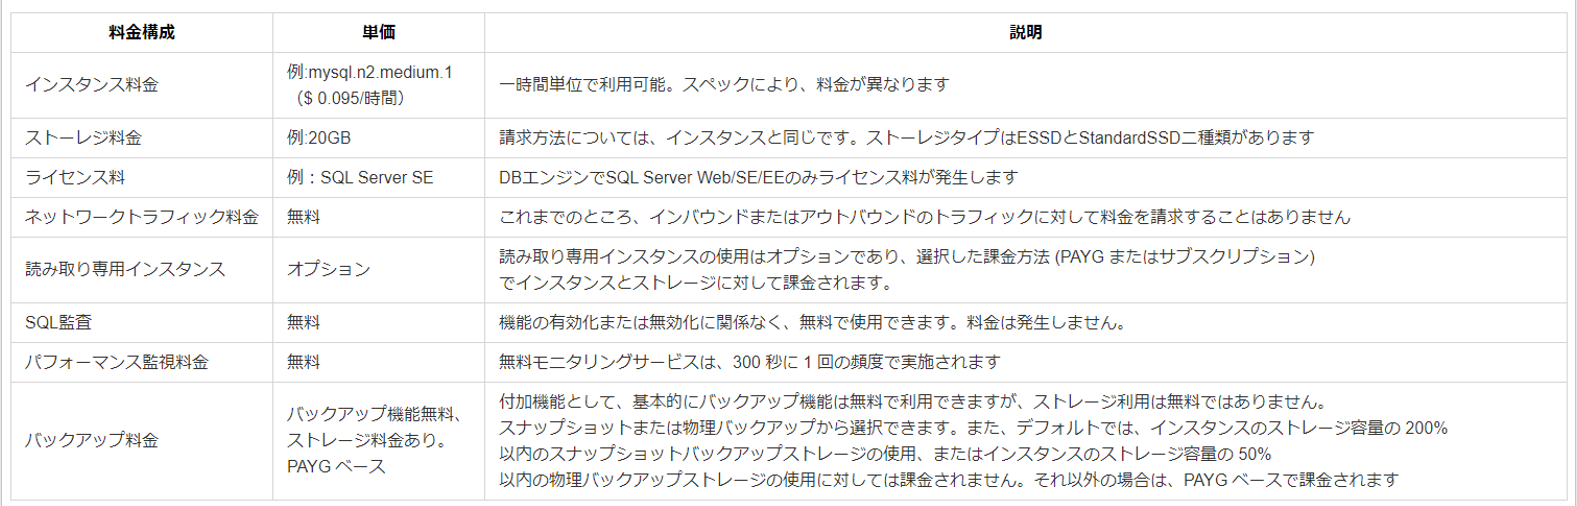 料金構成 単価 説明
インスタンス料金
例:mysql.n2.medium.1
（$ 0.095/時間）
一時間単位で利用可能。スペックにより、料金が異なります
ストーレジ料金 例:20GB 請求方法については、インスタンスと同じです。ストーレジタイプはESSDとStandardSSD二種類があります
ライセンス料 例：SQL Server SE DBエンジンでSQL Server Web/SE/EEのみライセンス料が発生します
ネットワークトラフィック料金 無料 これまでのところ、インバウンドまたはアウトバウンドのトラフィックに対して料金を請求することはありません
読み取り専用インスタンス オプション
読み取り専用インスタンスの使用はオプションであり、選択した課金方法 (PAYG またはサブスクリプション)
でインスタンスとストレージに対して課金されます。
SQL監査 無料 機能の有効化または無効化に関係なく、無料で使用できます。料金は発生しません。
パフォーマンス監視料金 無料 無料モニタリングサービスは、300 秒に 1 回の頻度で実施されます
バックアップ料金
バックアップ機能無料、
ストレージ料金あり。
PAYG ベース
付加機能として、基本的にバックアップ機能は無料で利用できますが、ストレージ利用は無料ではありません。
スナップショットまたは物理バックアップから選択できます。また、デフォルトでは、インスタンスのストレージ容量の 200%
以内のスナップショットバックアップストレージの使用、またはインスタンスのストレージ容量の 50%
以内の物理バックアップストレージの使用に対しては課金されません。それ以外の場合は、PAYG ベースで課金されます